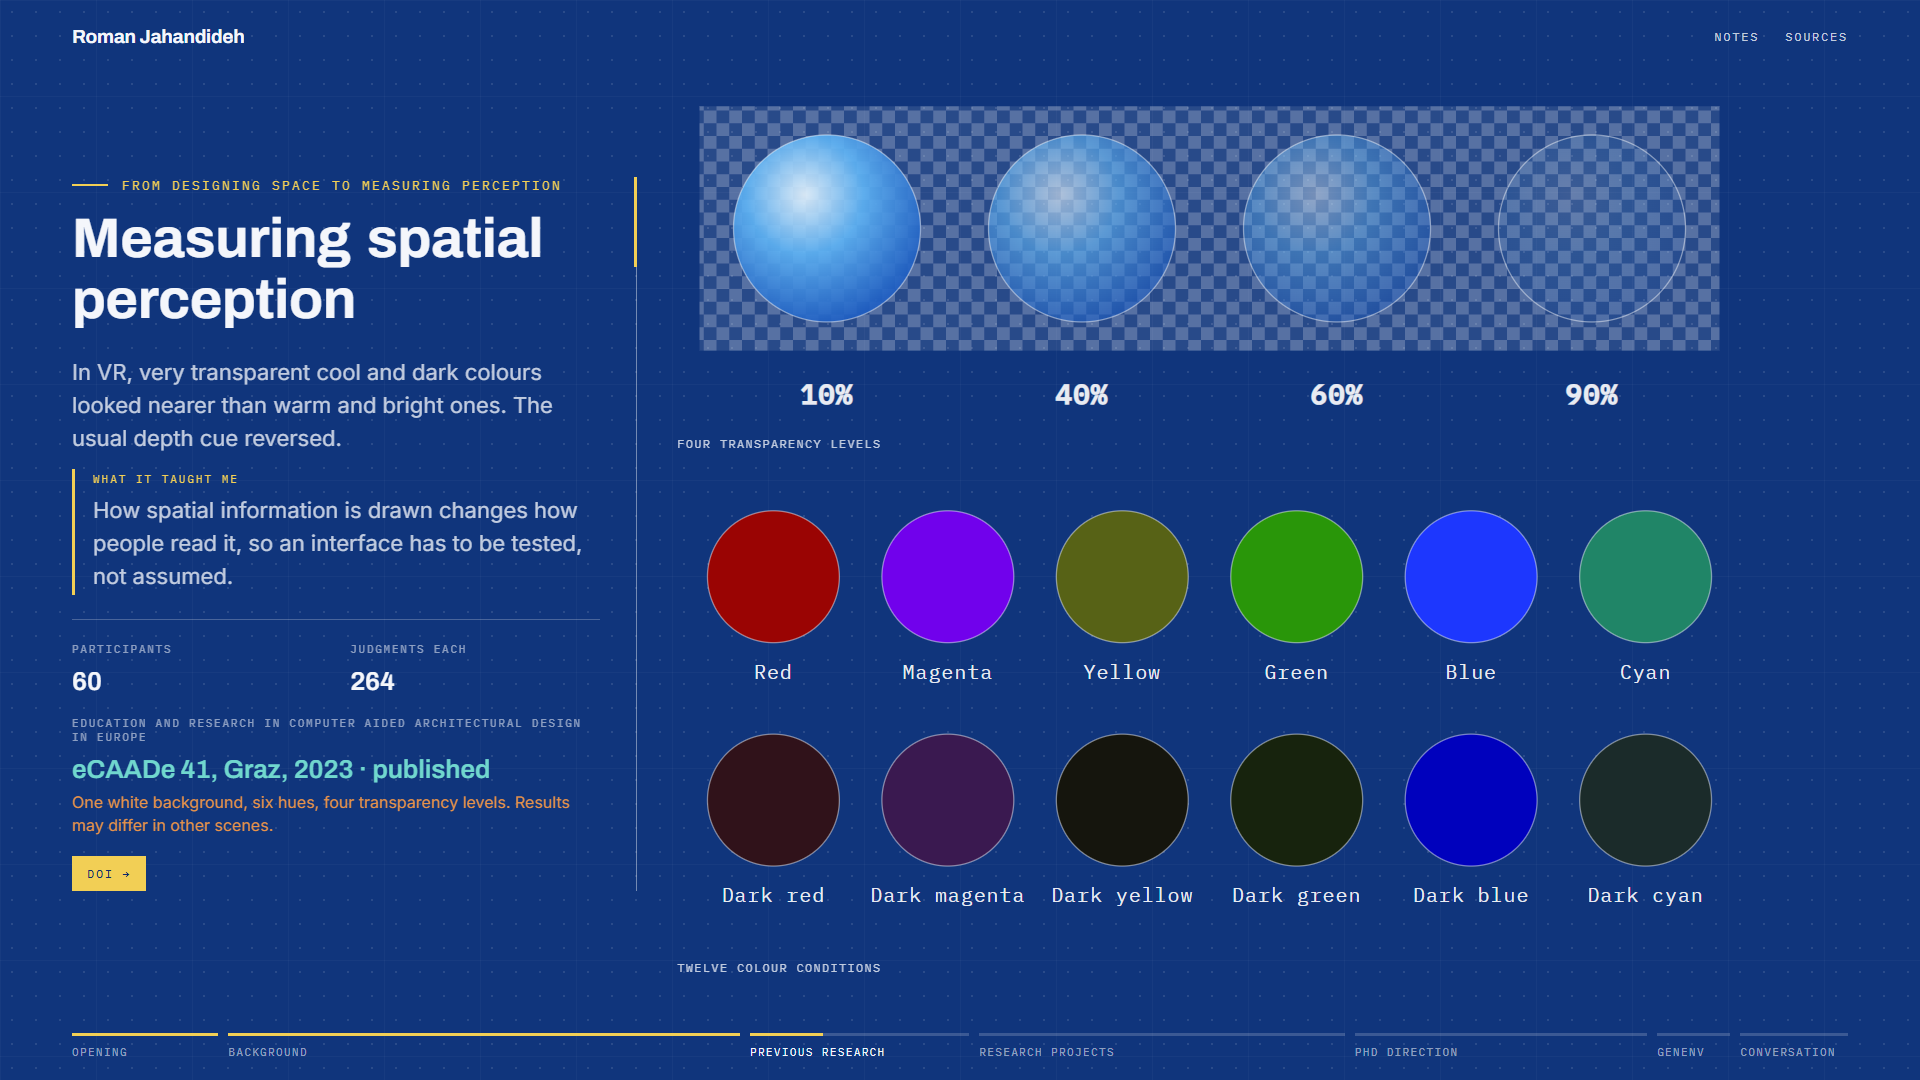 Roman Jahandideh
NOTES
SOURCES
FROM DESIGNING SPACE TO MEASURING PERCEPTION
Measuring spatial
perception
In VR, very transparent cool and dark colours
looked nearer than warm and bright ones. The
usual depth cue reversed.
WHAT IT TAUGHT ME
How spatial information is drawn changes how
people read it, so an interface has to be tested,
not assumed.
PARTICIPANTS
60
JUDGMENTS EACH
264
EDUCATION AND RESEARCH IN COMPUTER AIDED ARCHITECTURAL DESIGN
IN EUROPE
eCAADe 41, Graz, 2023 · published
One white background, six hues, four transparency levels. Results
may differ in other scenes.
DOI →
10% 40% 60% 90%
FOUR TRANSPARENCY LEVELS
Red Magenta Yellow Green Blue Cyan
Dark red Dark magenta Dark yellow Dark green Dark blue Dark cyan
TWELVE COLOUR CONDITIONS
OPENING
BACKGROUND
PREVIOUS RESEARCH
RESEARCH PROJECTS
PHD DIRECTION
GENENV
CONVERSATION